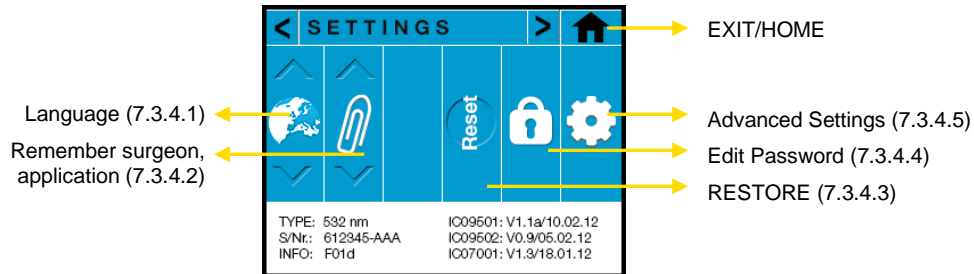 < SETTINGS >
EXIT/HOME
Language (7.3.4.1)
Remember surgeon,
application (7.3.4.2)
Reset
Advanced Settings (7.3.4.5)
Edit Password (7.3.4.4)
RESTORE (7.3.4.3)
TYPE: 532 nm
S/Nr.: 612345-AAA
INFO: F01d
IC09501: V1.1a/10.02.12
IC09502: V0.9/05.02.12
IC07001: V1.3/18.01.12